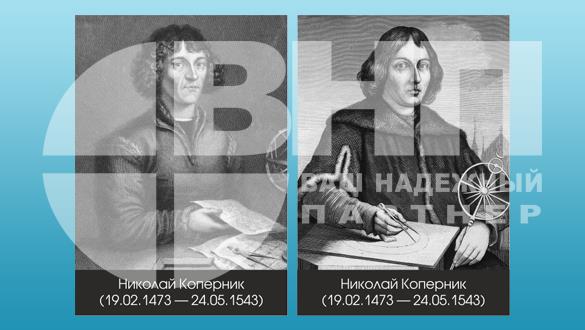 ВНП
ВАШ НАДЕЖНЫЙ
ПАРТНЕР
Николай Коперник
(19.02.1473 — 24.05.1543)
Николай Коперник
(19.02.1473 — 24.05.1543)